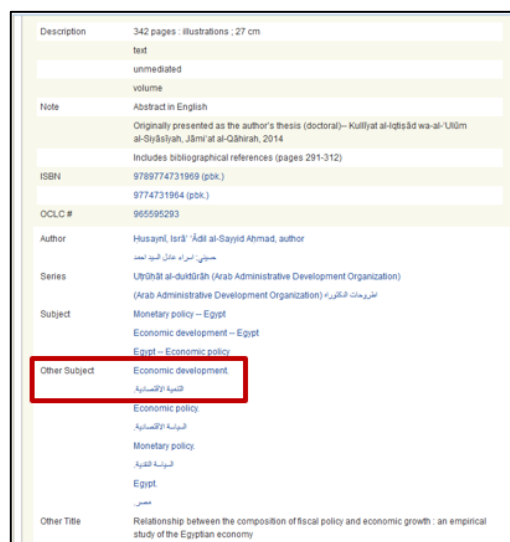 Description 342 pages : illustrations ; 27 cm
text
unmediated
volume
Note Abstract in English
Originally presented as the author's thesis (doctoral)-- Kullīyat al-Iqtiṣād wa-al-'Ulūm
al-Siyāsīyah, Jāmi'at al-Qāhirah, 2014
Includes bibliographical references (pages 291-312)
ISBN 9789774731969 (pbk.)
9774731964 (pbk.)
OCLC # 965595293
Author Ḥusaynī, Isrā' 'Ādil al-Sayyid Aḥmad, author
حسيني، اسراء عادل السيد احمد
Series Uṭrūḥāt al-duktūrāh (Arab Administrative Development Organization)
اطروحات الدكتوراه (Arab Administrative Development Organization)
Subject Monetary policy -- Egypt
Economic development -- Egypt
Egypt -- Economic policy
Other Subject Economic development.
التنمية الاقتصادية.
Economic policy.
السياسة الاقتصادية.
Monetary policy.
السياسة النقدية.
Egypt.
مصر.
Other Title Relationship between the composition of fiscal policy and economic growth : an empirical
study of the Egyptian economy